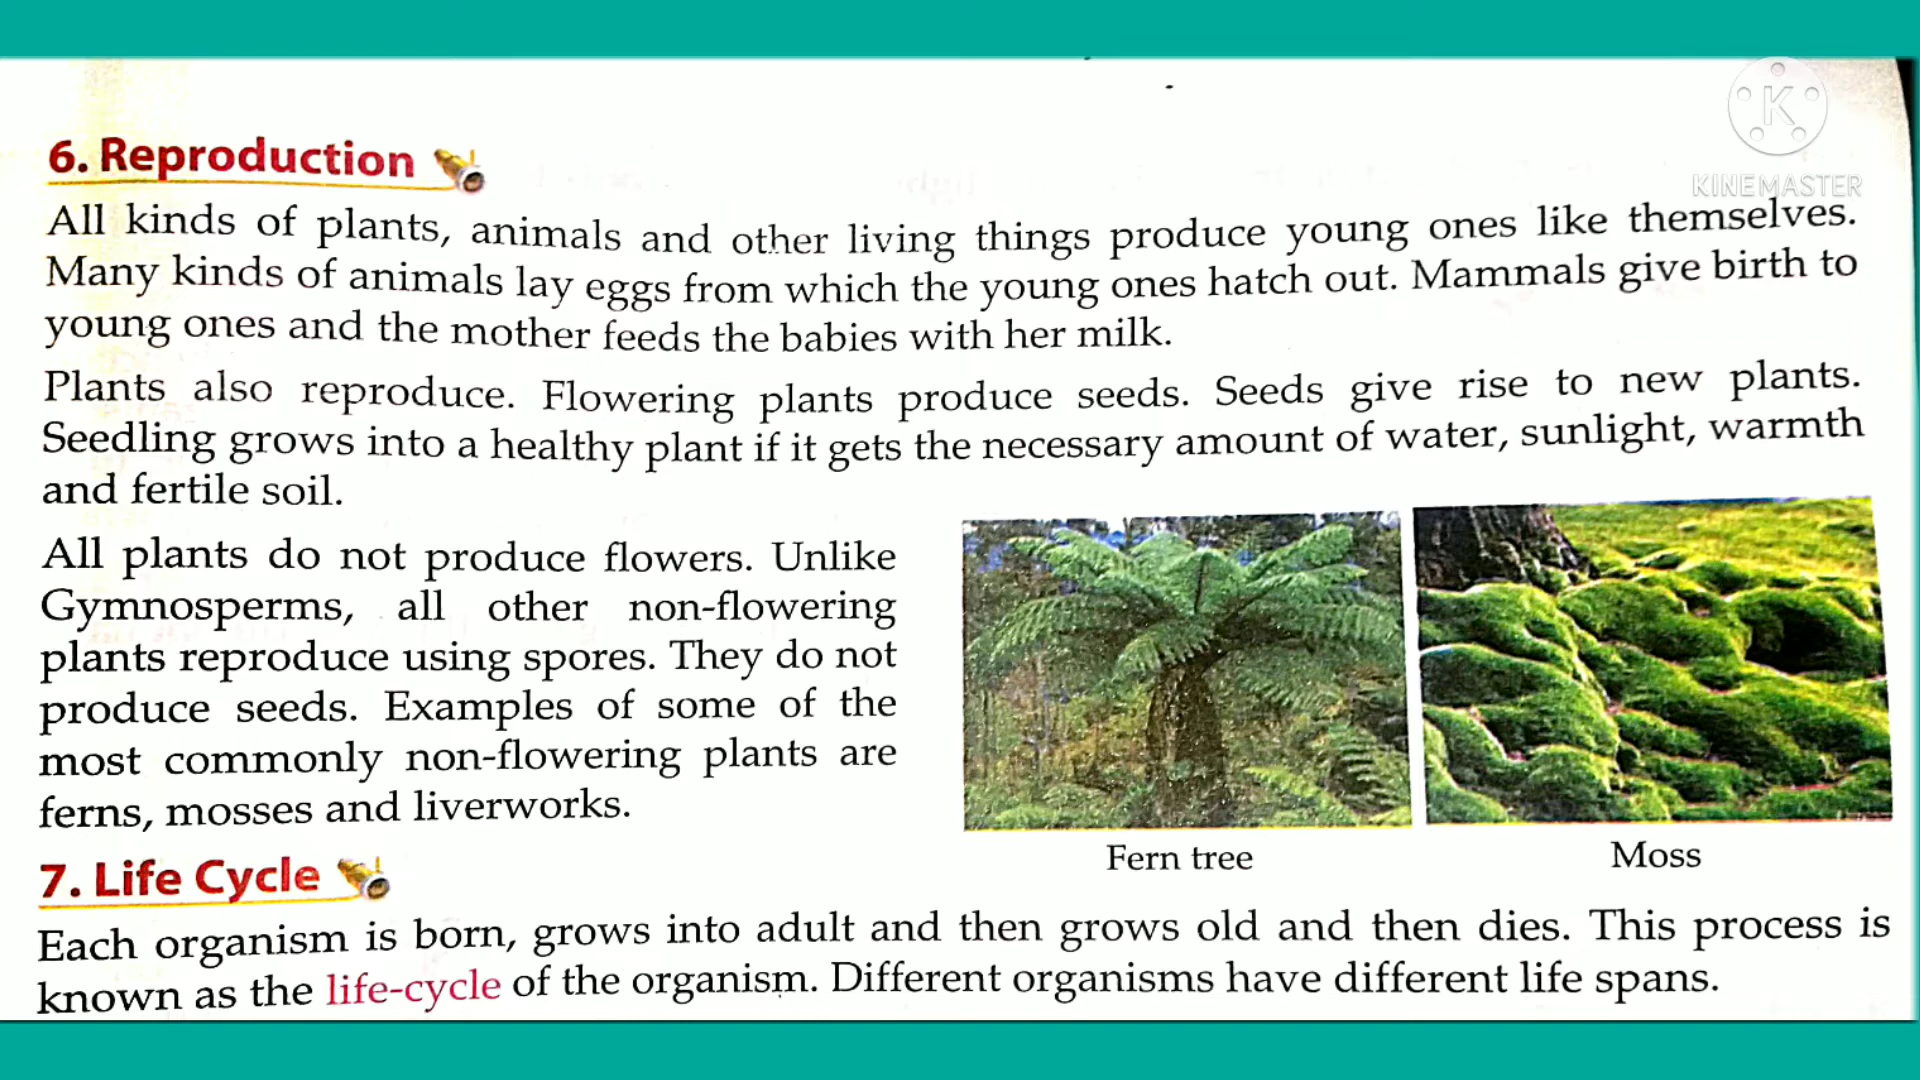 KINEMASTER
6. Reproduction
All kinds of plants, animals and other living things produce young ones like themselves.
Many kinds of animals lay eggs from which the young ones hatch out. Mammals give birth to
young ones and the mother feeds the babies with her milk.
Plants also reproduce. Flowering plants produce seeds. Seeds give rise to new plants.
Seedling grows into a healthy plant if it gets the necessary amount of water, sunlight, warmth
and fertile soil.
All plants do not produce flowers. Unlike
Gymnosperms, all other non-flowering
plants reproduce using spores. They do not
produce seeds. Examples of some of the
most commonly non-flowering plants are
ferns, mosses and liverworks.
Fern tree
Moss
7. Life Cycle
Each organism is born, grows into adult and then grows old and then dies. This process is
known as the life-cycle of the organism. Different organisms have different life spans.